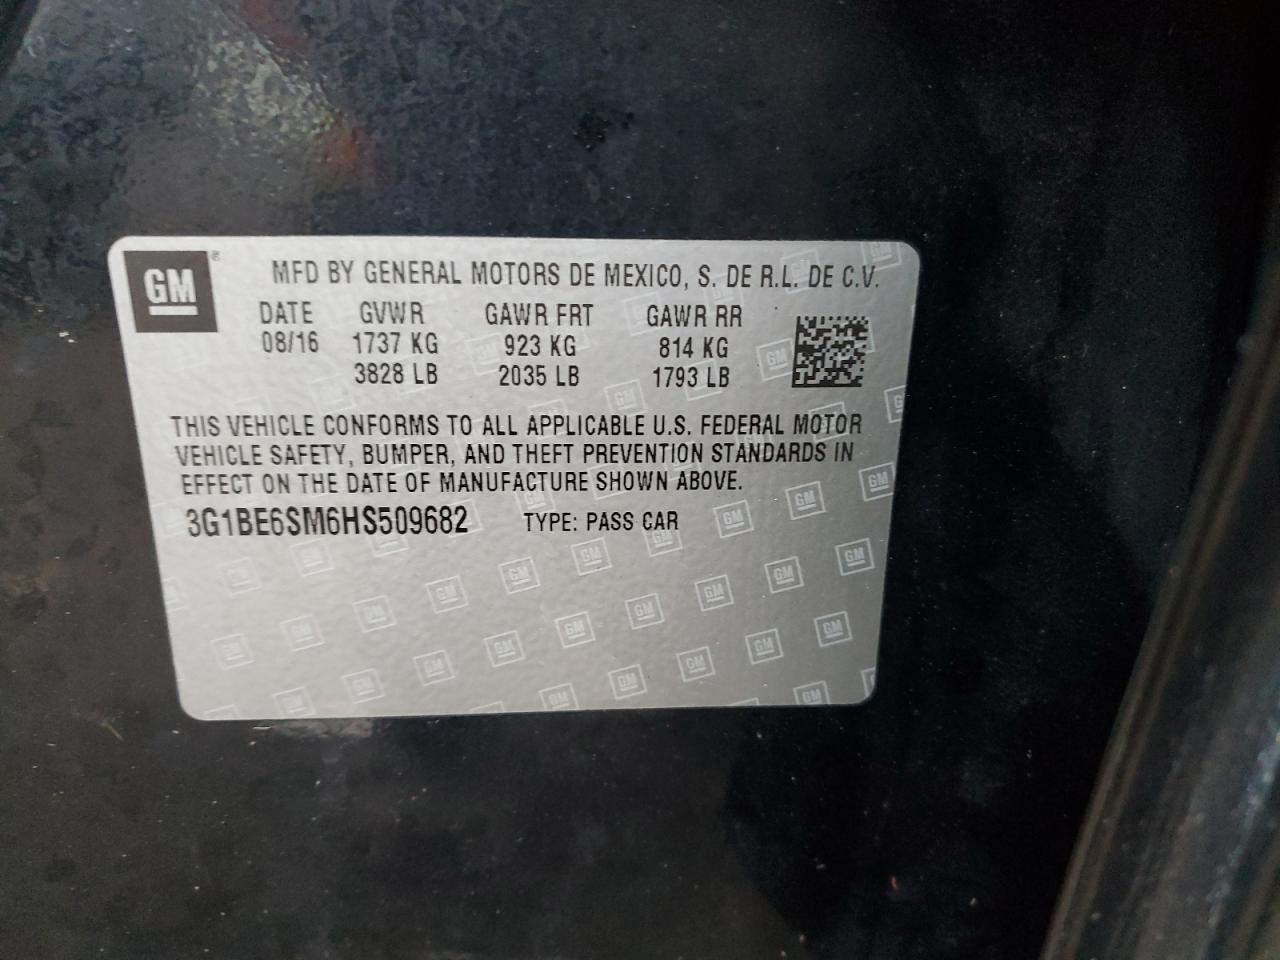 GM
MFD BY GENERAL MOTORS DE MEXICO, S. DE R.L. DE C.V.
DATE GVWR GAWR FRT GAWR RR
08/16 1737 KG 923 KG 814 KG
3828 LB 2035 LB 1793 LB
THIS VEHICLE CONFORMS TO ALL APPLICABLE U.S. FEDERAL MOTOR
VEHICLE SAFETY, BUMPER, AND THEFT PREVENTION STANDARDS IN
EFFECT ON THE DATE OF MANUFACTURE SHOWN ABOVE.
3G1BE6SM6HS509682 TYPE: PASS CAR